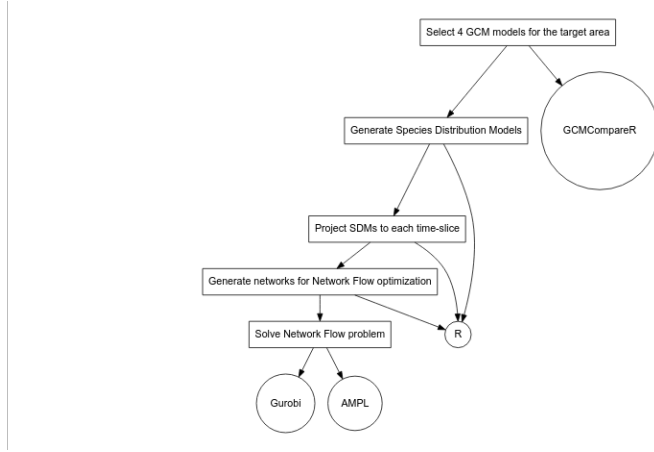 Select 4 GCM models for the target area
GCMCompareR
Generate Species Distribution Models
Project SDMs to each time-slice
Generate networks for Network Flow optimization
Solve Network Flow problem
R
Gurobi
AMPL